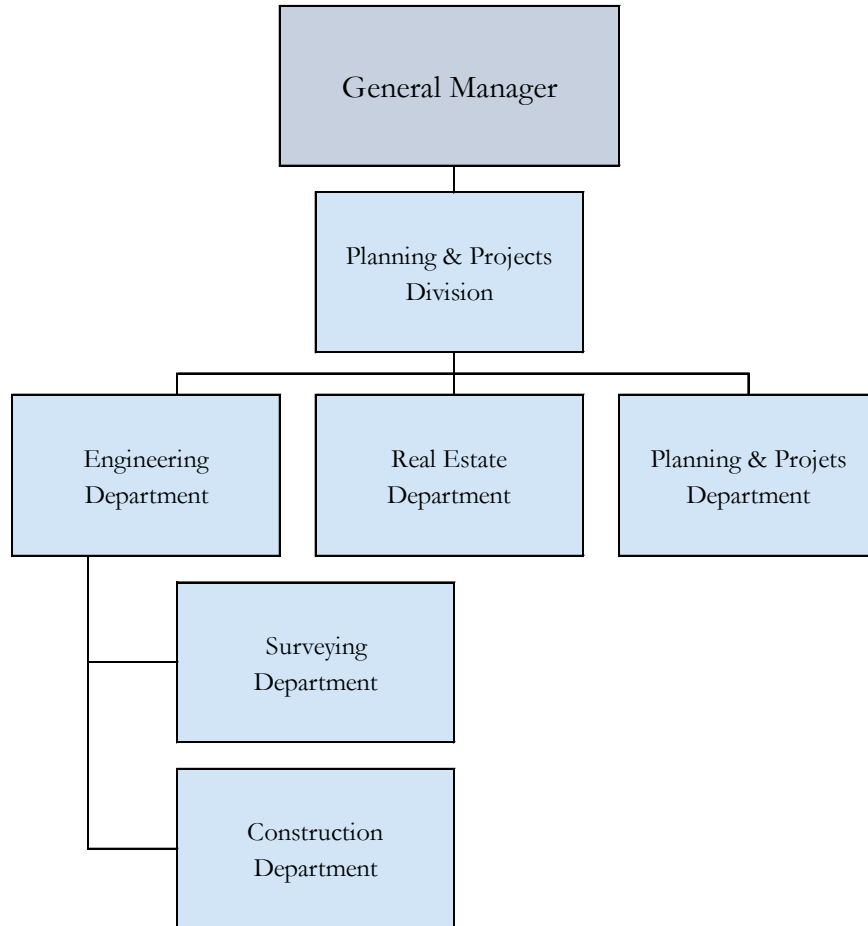 General Manager
Planning & Projects
Division
Engineering
Department
Real Estate
Department
Planning & Projets
Department
Surveying
Department
Construction
Department